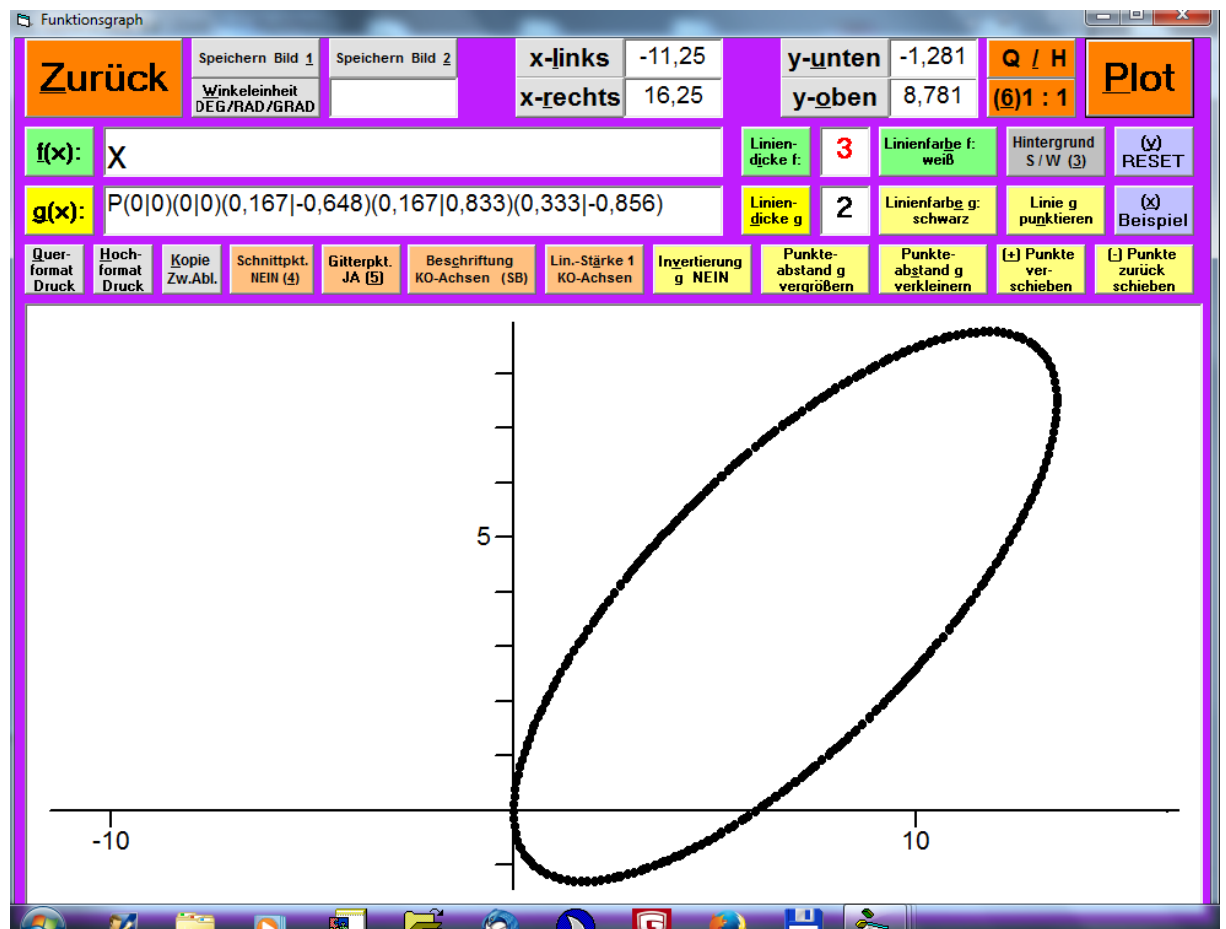 Funktionsgraph
Zurück
Speichern Bild 1
Speichern Bild 2
Winkeleinheit
DEG/RAD/GRAD
x-links
-11,25
x-rechts
16,25
y-unten
-1,281
y-oben
8,781
Q / H
(6)1 : 1
Plot
f(x):
X
Linien-
dicke f:
3
Linienfarbe f:
weiß
Hintergrund
S / W (3)
(v)
RESET
g(x):
P(0|0)(0|0)(0,167|-0,648)(0,167|0,833)(0,333|-0,856)
Linien-
dicke g
2
Linienfarbe g:
schwarz
Linie g
punktieren
(x)
Beispiel
Quer-
format
Druck
Hoch-
format
Druck
Kopie
Zw.Abl.
Schnittpkt.
NEIN (4)
Gitterpkt.
JA (5)
Beschriftung
KO-Achsen (SB)
Lin.-Stärke 1
KO-Achsen
Invertierung
g NEIN
Punkte-
abstand g
vergrößern
Punkte-
abstand g
verkleinern
(+) Punkte
ver-
schieben
(-) Punkte
zurück
schieben
5
-10
10